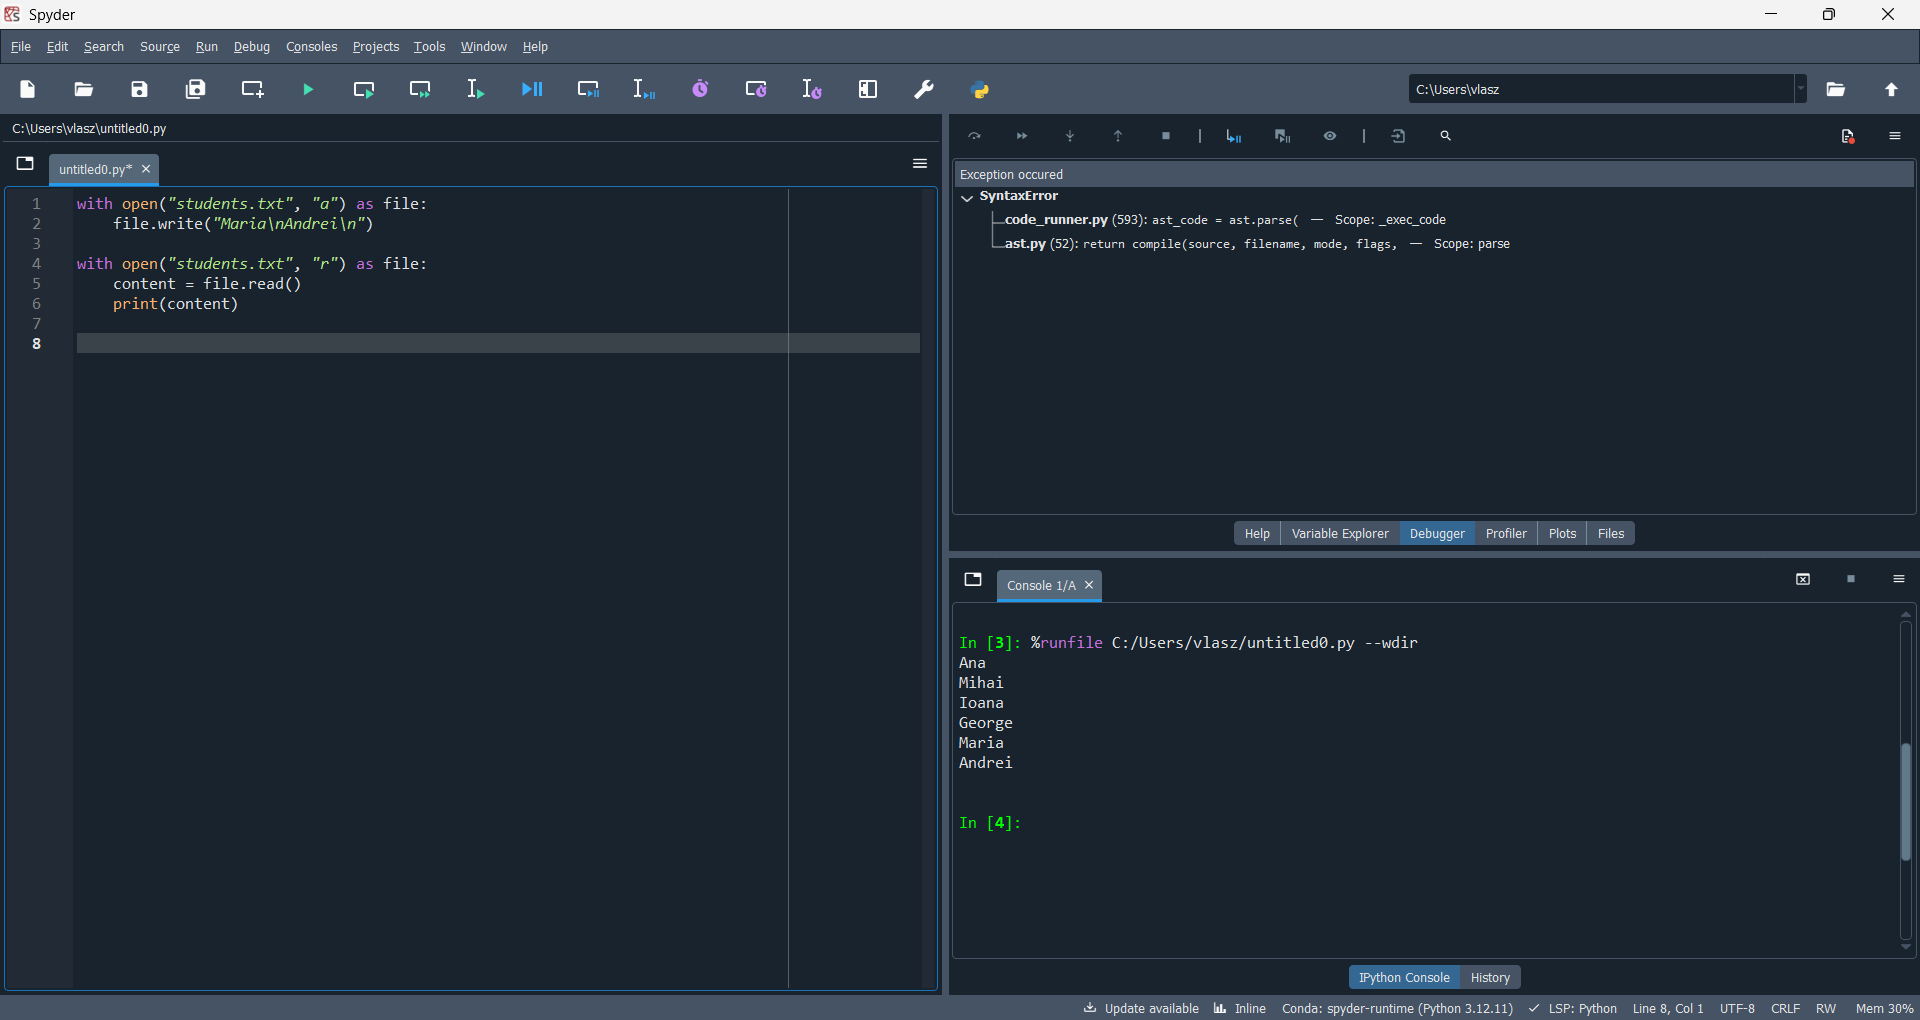 Spyder
File Edit Search Source Run Debug Consoles Projects Tools Window Help
C:\Users\vlasz
C:\Users\vlasz\untitled0.py
untitled0.py*
1 with open("students.txt", "a") as file:
2 file.write("Maria\nAndrei\n")
3
4 with open("students.txt", "r") as file:
5 content = file.read()
6 print(content)
7
8
Exception occured
SyntaxError
code_runner.py (593): ast_code = ast.parse( — Scope: _exec_code
ast.py (52): return compile(source, filename, mode, flags, — Scope: parse
Help Variable Explorer Debugger Profiler Plots Files
Console 1/A
In [3]: %runfile C:/Users/vlasz/untitled0.py --wdir
Ana
Mihai
Ioana
George
Maria
Andrei
In [4]:
IPython Console History
Update available Inline Conda: spyder-runtime (Python 3.12.11) LSP: Python Line 8, Col 1 UTF-8 CRLF RW Mem 30%